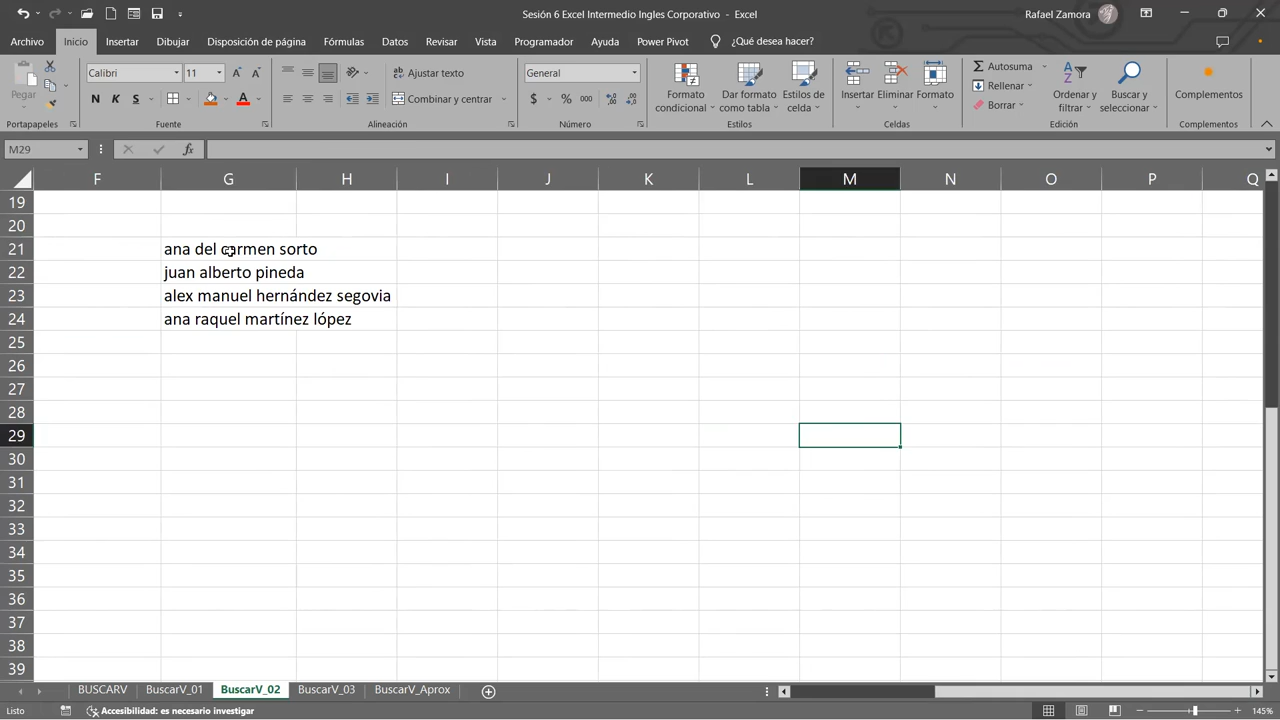 Sesión 6 Excel Intermedio Ingles Corporativo - Excel
Rafael Zamora
Archivo Inicio Insertar Dibujar Disposición de página Fórmulas Datos Revisar Vista Programador Ayuda Power Pivot ¿Qué desea hacer?
Pegar
Portapapeles
Calibri 11
N K S
Fuente
Ajustar texto
Combinar y centrar
Alineación
General
$ % 000
Número
Formato condicional
Dar formato como tabla
Estilos de celda
Estilos
Insertar Eliminar Formato
Celdas
Autosuma
Rellenar
Borrar
Ordenar y filtrar
Buscar y seleccionar
Edición
Complementos
Complementos
M29 fx
F G H I J K L M N O P Q
19
20
21 ana del carmen sorto
22 juan alberto pineda
23 alex manuel hernández segovia
24 ana raquel martínez lópez
25
26
27
28
29
30
31
32
33
34
35
36
37
38
39
BUSCARV BuscarV_01 BuscarV_02 BuscarV_03 BuscarV_Aprox
Listo Accesibilidad: es necesario investigar 145%